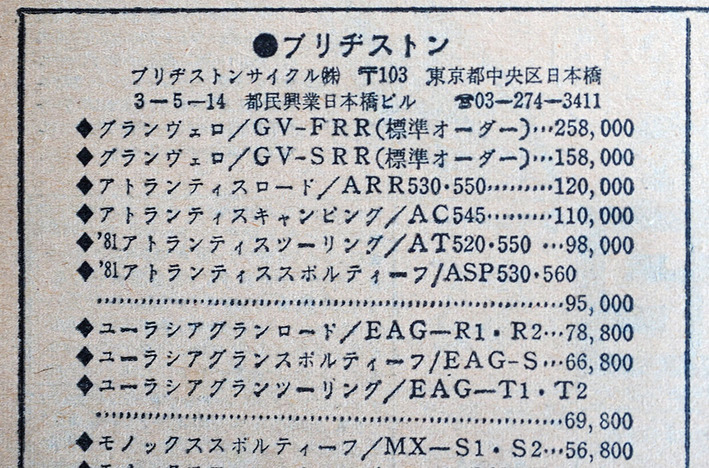 ●ブリヂストン
ブリヂストンサイクル㈱ 〒103 東京都中央区日本橋
3-5-14 都民興業日本橋ビル ☎03-274-3411
◆グランヴェロ/GV-FRR(標準オーダー)…258,000
◆グランヴェロ/GV-SRR(標準オーダー)…158,000
◆アトランティスロード/ARR530・550………120,000
◆アトランティスキャンピング/AC545………110,000
◆'81アトランティスツーリング/AT520・550 …98,000
◆'81アトランティススポルティーフ/ASP530・560
……………………………………………………95,000
◆ユーラシアグランロード/EAG―R1・R2…78,800
◆ユーラシアグランスポルティーフ/EAG-S…66,800
◆ユーラシアグランツーリング/EAG―T1・T2
……………………………………………………69,800
◆モノックススポルティーフ/MX―S1・S2…56,800